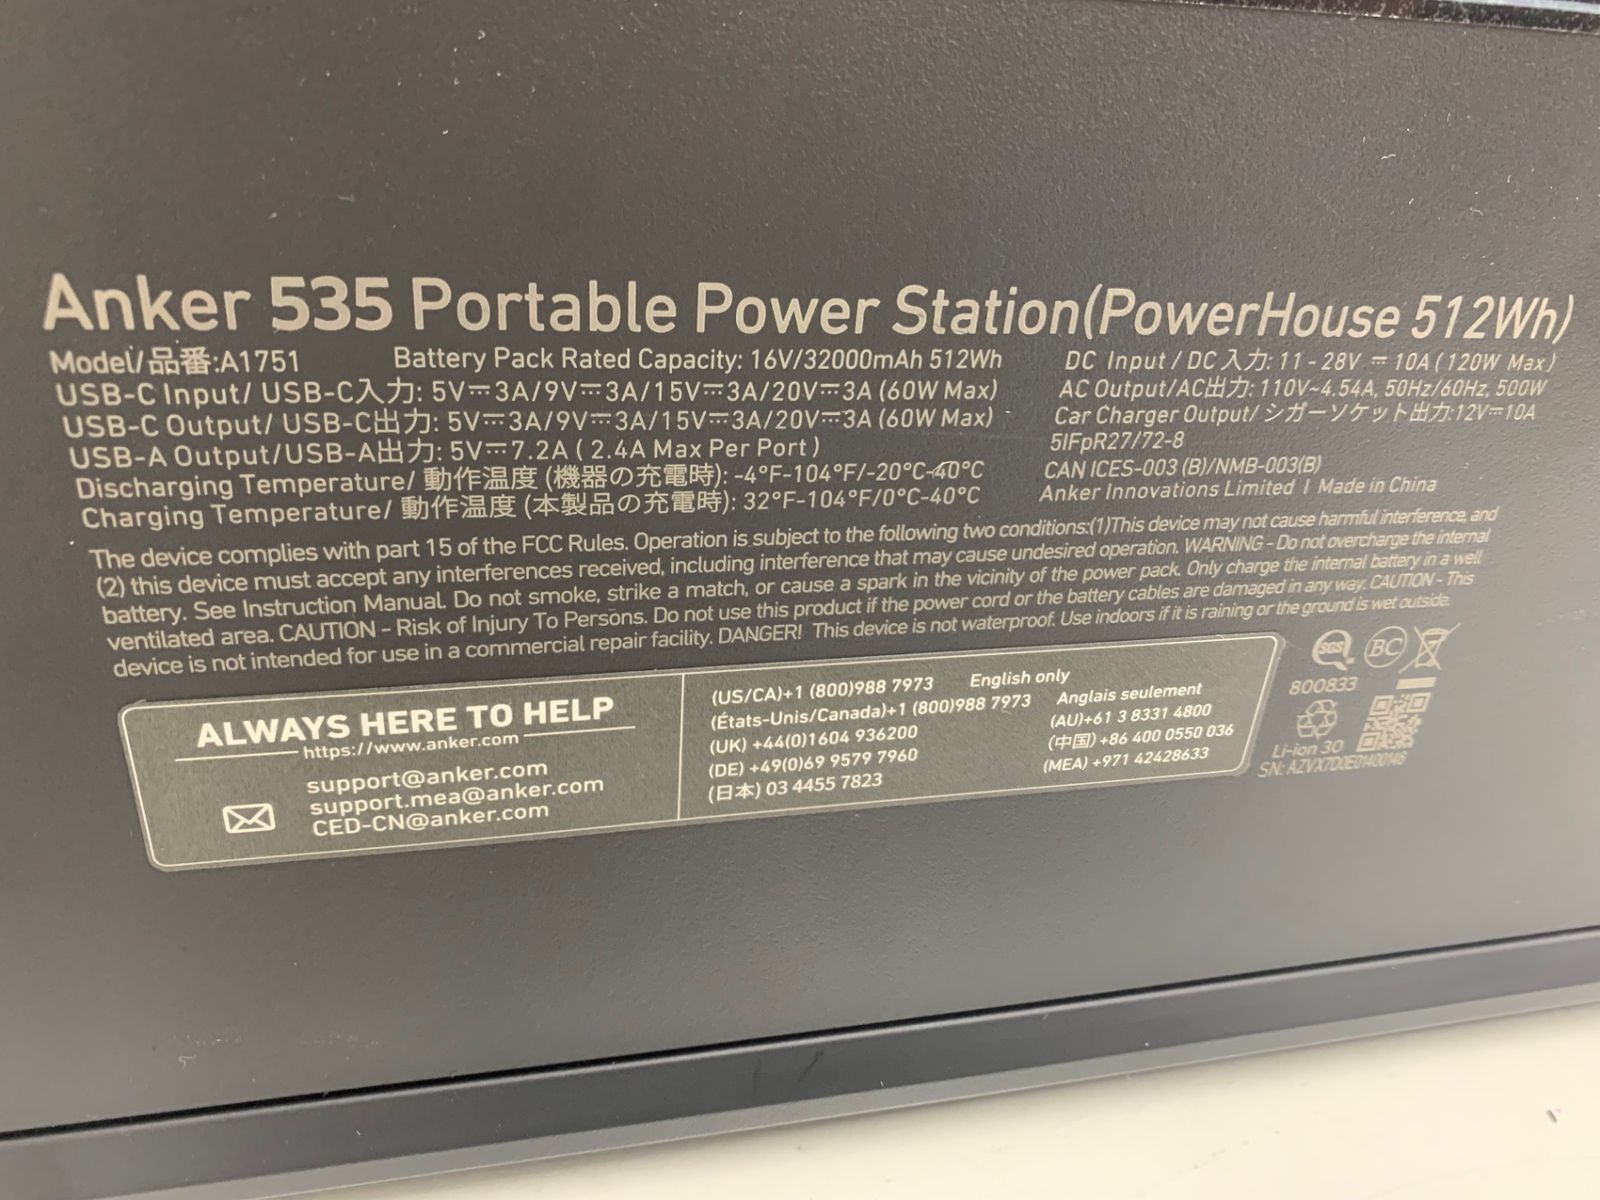 Anker 535 Portable Power Station(PowerHouse 512Wh)
Model/品番:A1751
Battery Pack Rated Capacity: 16V/32000mAh 512Wh
USB-C Input/ USB-C入力: 5V⎓3A/9V⎓3A/15V⎓3A/20V⎓3A (60W Max)
USB-C Output/ USB-C出力: 5V⎓3A/9V⎓3A/15V⎓3A/20V⎓3A (60W Max)
USB-A Output/USB-A出力: 5V⎓7.2A ( 2.4A Max Per Port )
Discharging Temperature/ 動作温度 (機器の充電時): -4°F-104°F/-20°C-40°C
Charging Temperature/ 動作温度 (本製品の充電時): 32°F-104°F/0°C-40°C
DC Input / DC 入力: 11 - 28V ⎓ 10A ( 120W Max )
AC Output/AC出力: 110V~4.54A, 50Hz/60Hz, 500W
Car Charger Output/ シガーソケット出力:12V⎓10A
5IFpR27/72-8
CAN ICES-003 (B)/NMB-003(B)
Anker Innovations Limited | Made in China
The device complies with part 15 of the FCC Rules. Operation is subject to the following two conditions:(1)This device may not cause harmful interference, and
(2) this device must accept any interferences received, including interference that may cause undesired operation. WARNING - Do not overcharge the internal
battery. See Instruction Manual. Do not smoke, strike a match, or cause a spark in the vicinity of the power pack. Only charge the internal battery in a well
ventilated area. CAUTION - Risk of Injury To Persons. Do not use this product if the power cord or the battery cables are damaged in any way. CAUTION - This
device is not intended for use in a commercial repair facility. DANGER! This device is not waterproof. Use indoors if it is raining or the ground is wet outside.
ALWAYS HERE TO HELP
https://www.anker.com
support@anker.com
support.mea@anker.com
CED-CN@anker.com
(US/CA)+1 (800)988 7973 English only
(États-Unis/Canada)+1 (800)988 7973 Anglais seulement
(UK) +44(0)1604 936200
(DE) +49(0)69 9579 7960
(日本) 03 4455 7823
(AU)+61 3 8331 4800
(中国) +86 400 0550 036
(MEA) +971 42428633
SGS
BC
800833
Li-ion 30
SN: AZVX7D0E01400146